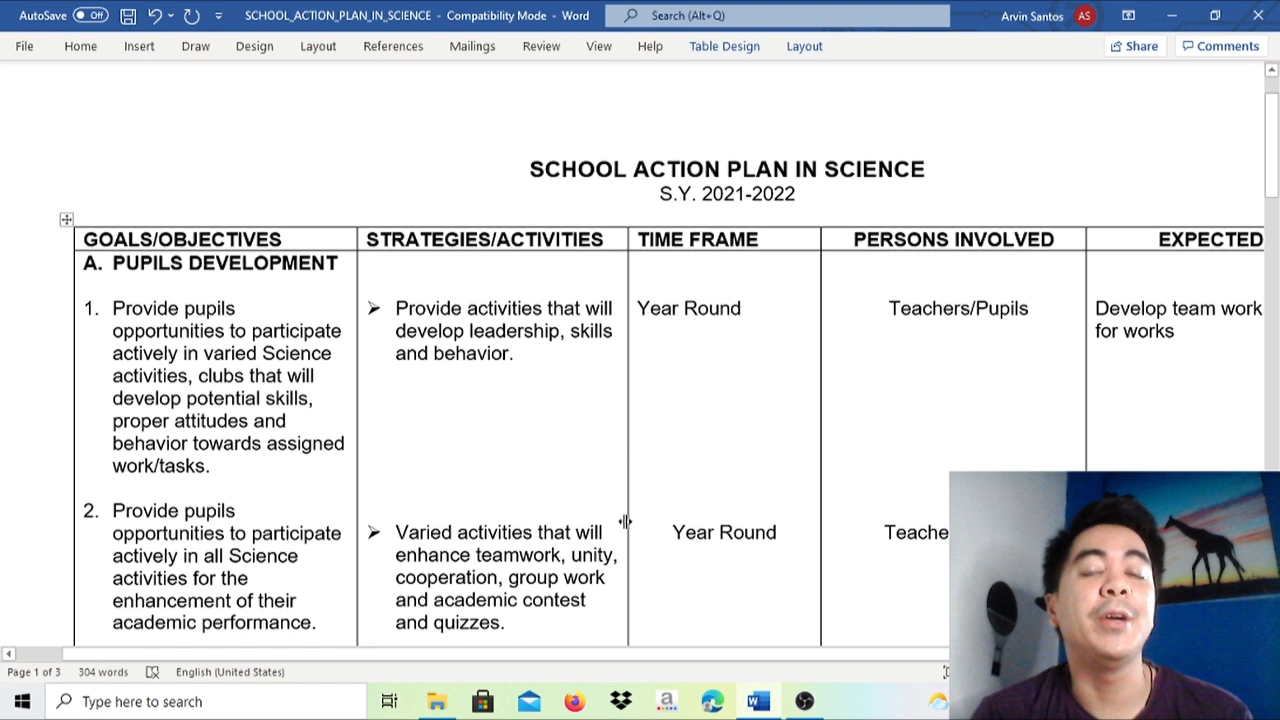 AutoSave Off SCHOOL_ACTION_PLAN_IN_SCIENCE - Compatibility Mode - Word Search (Alt+Q) Arvin Santos AS
File Home Insert Draw Design Layout References Mailings Review View Help Table Design Layout Share Comments
SCHOOL ACTION PLAN IN SCIENCE
S.Y. 2021-2022
GOALS/OBJECTIVES STRATEGIES/ACTIVITIES TIME FRAME PERSONS INVOLVED EXPECTED
A. PUPILS DEVELOPMENT
1. Provide pupils
opportunities to participate
actively in varied Science
activities, clubs that will
develop potential skills,
proper attitudes and
behavior towards assigned
work/tasks.
Provide activities that will
develop leadership, skills
and behavior.
Year Round
Teachers/Pupils
Develop team work
for works
2. Provide pupils
opportunities to participate
actively in all Science
activities for the
enhancement of their
academic performance.
Varied activities that will
enhance teamwork, unity,
cooperation, group work
and academic contest
and quizzes.
Year Round
Teache
Page 1 of 3 304 words English (United States)
Type here to search